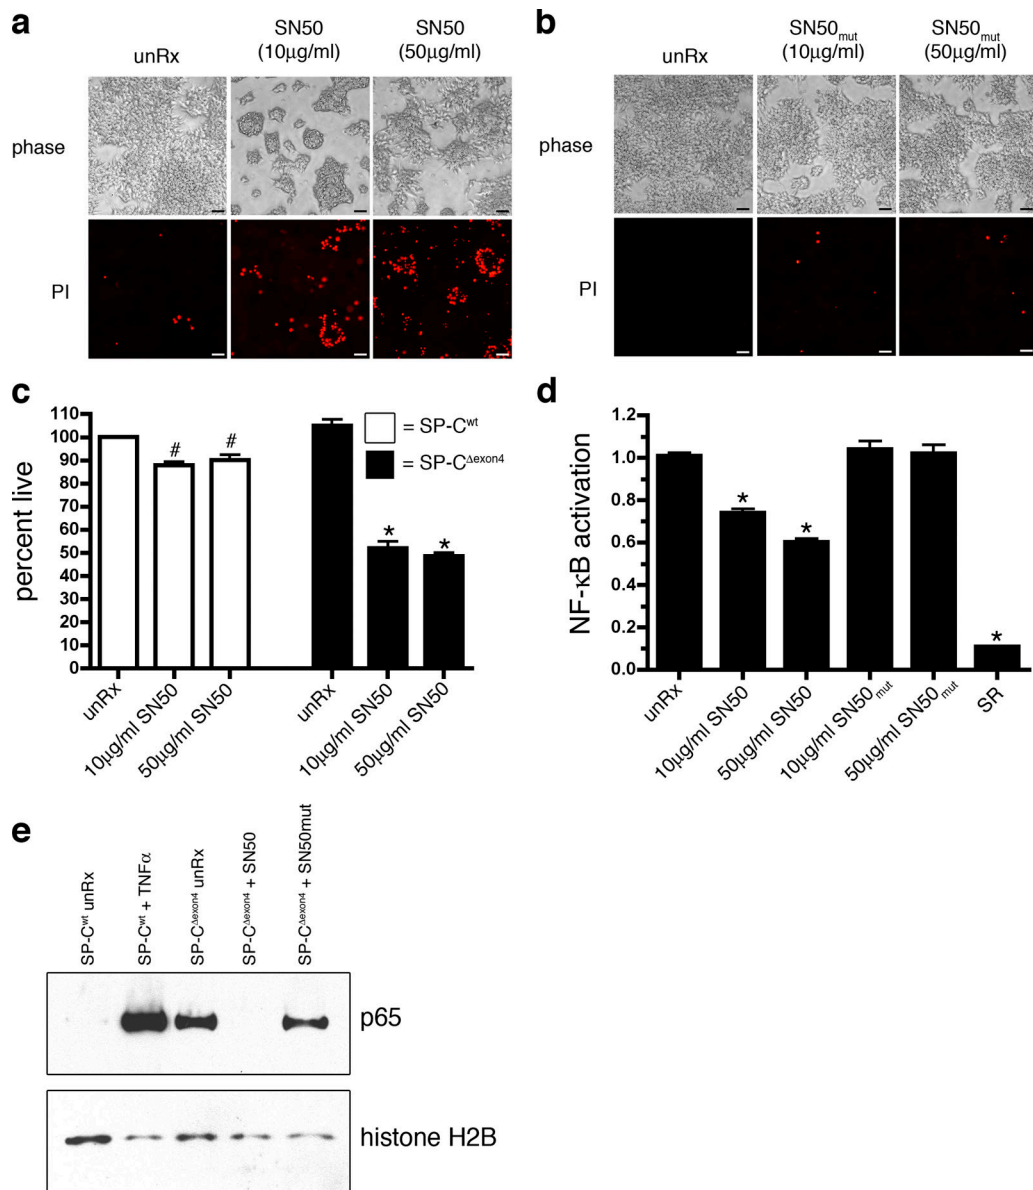 a
unRx
SN50
(10µg/ml)
SN50
(50µg/ml)
phase
PI
b
unRx
SN50mut
(10µg/ml)
SN50mut
(50µg/ml)
phase
PI
c
percent live
110
100
90
80
70
60
50
40
30
20
10
0
#
#
*
*
= SP-Cwt
= SP-CΔexon4
unRx
10µg/ml SN50
50µg/ml SN50
unRx
10µg/ml SN50
50µg/ml SN50
d
NF-κB activation
1.2
1.0
0.8
0.6
0.4
0.2
0.0
*
*
*
unRx
10µg/ml SN50
50µg/ml SN50
10µg/ml SN50mut
50µg/ml SN50mut
SR
e
SP-Cwt unRx
SP-Cwt + TNFα
SP-CΔexon4 unRx
SP-CΔexon4 + SN50
SP-CΔexon4 + SN50mut
p65
histone H2B